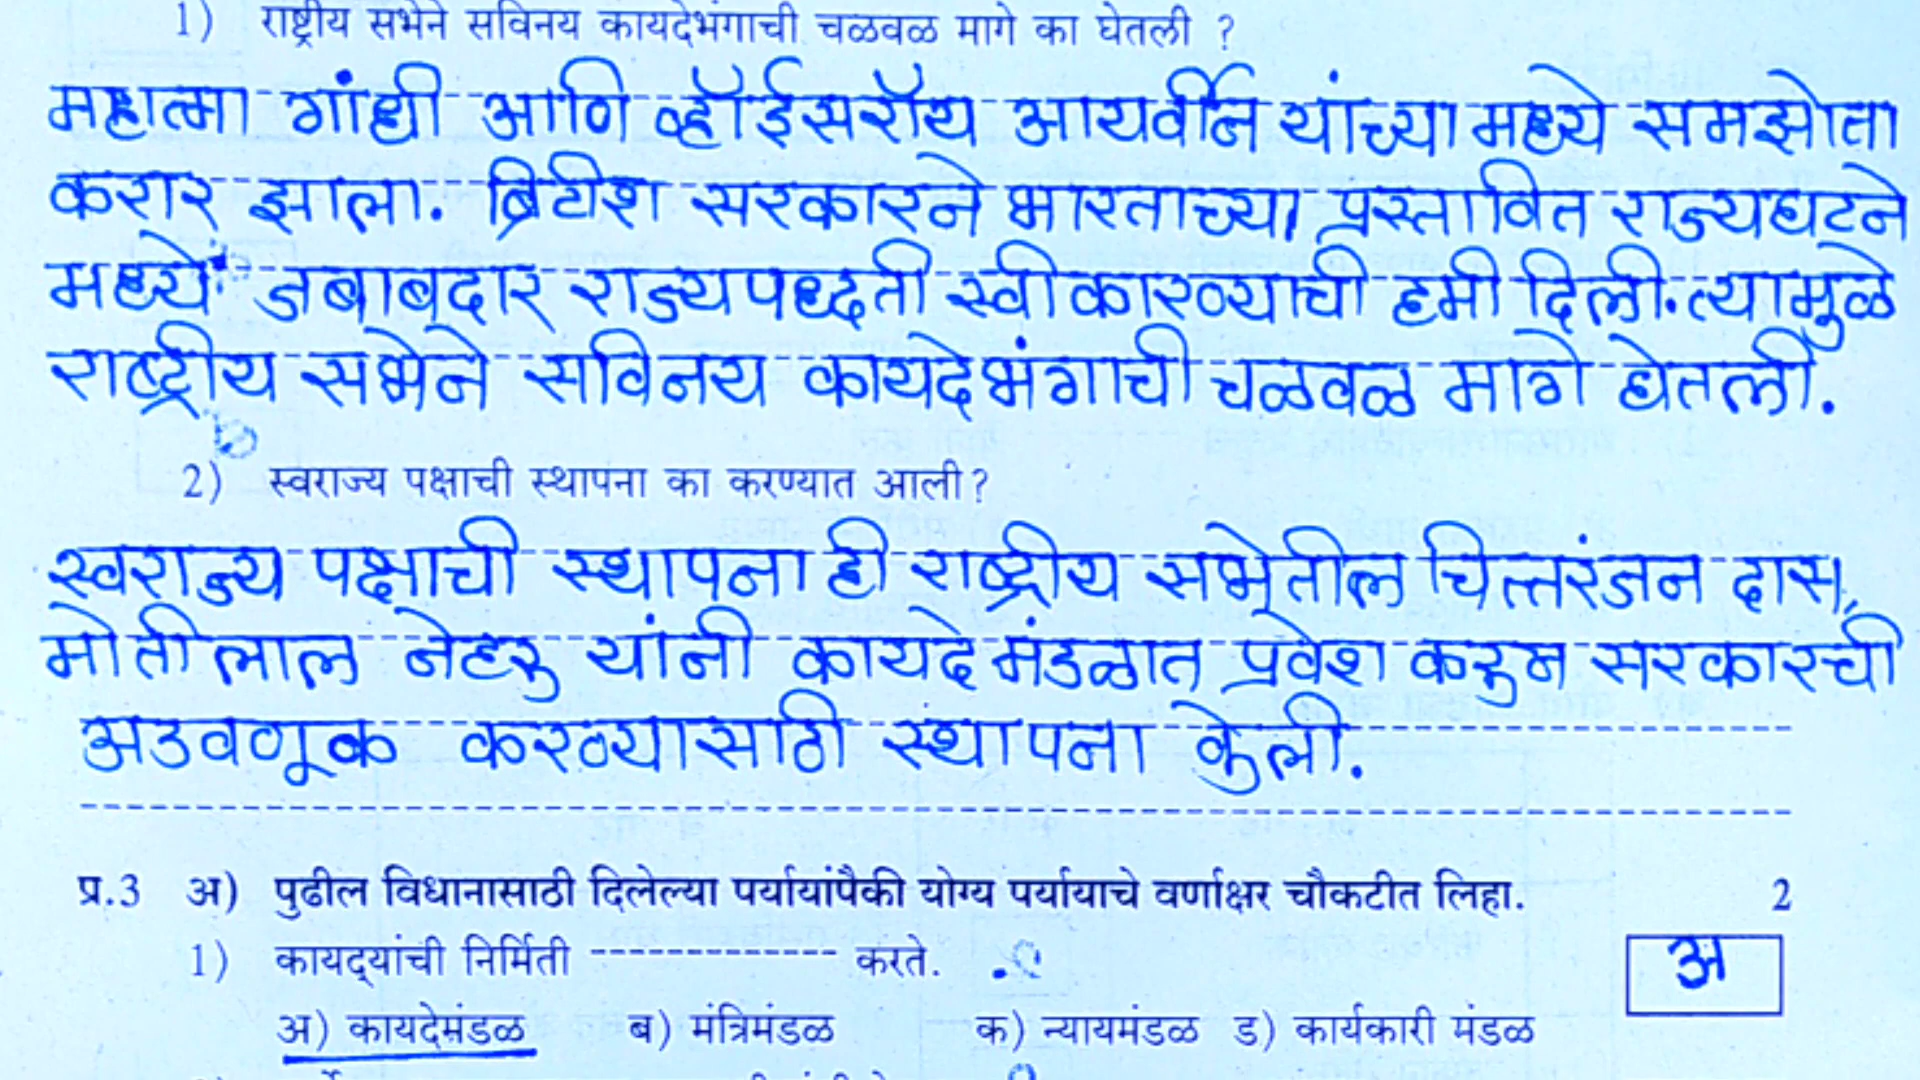 1) राष्ट्रीय सभेने सविनय कायदेभंगाची चळवळ मागे का घेतली ?
महात्मा गांधी आणि व्हॉईसरॉय आयर्वीन यांच्यामध्ये समझोता
करार झाला. ब्रिटीश सरकारने भारताच्या प्रस्तावित राज्यघटने
मध्ये जबाबदार राज्यपध्दती स्वीकारण्याची हमी दिली. त्यामुळे
राष्ट्रीय सभेने सविनय कायदेभंगाची चळवळ मागे घेतली.
2) स्वराज्य पक्षाची स्थापना का करण्यात आली ?
स्वराज्य पक्षाची स्थापना ही राष्ट्रीय सभेतील चित्तरंजन दास,
मोतीलाल नेहरु यांनी कायदेमंडळात प्रवेश करुन सरकारची
अडवणूक करण्यासाठी स्थापना केली.
प्र.3 अ) पुढील विधानासाठी दिलेल्या पर्यायांपैकी योग्य पर्यायाचे वर्णाक्षर चौकटीत लिहा. 2
1) कायद्यांची निर्मिती ------------- करते. अ
अ) कायदेमंडळ ब) मंत्रिमंडळ क) न्यायमंडळ ड) कार्यकारी मंडळ